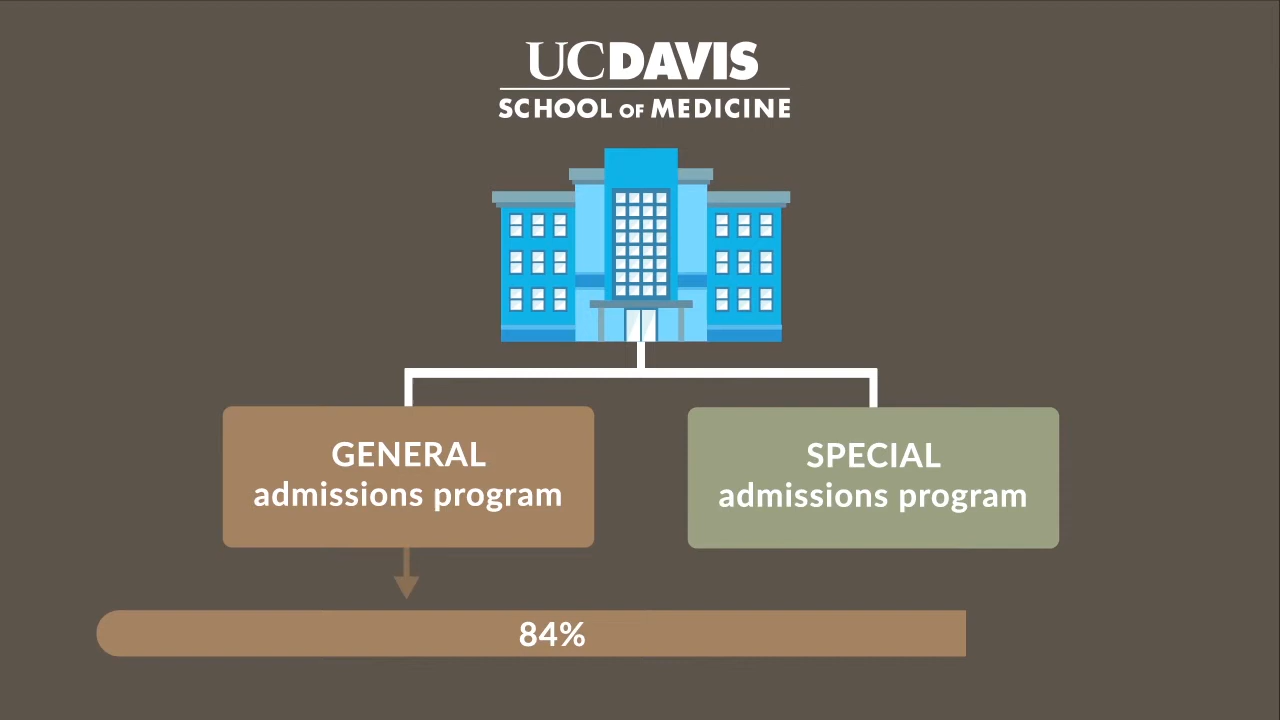 UCDAVIS
SCHOOL OF MEDICINE
GENERAL
admissions program
SPECIAL
admissions program
84%